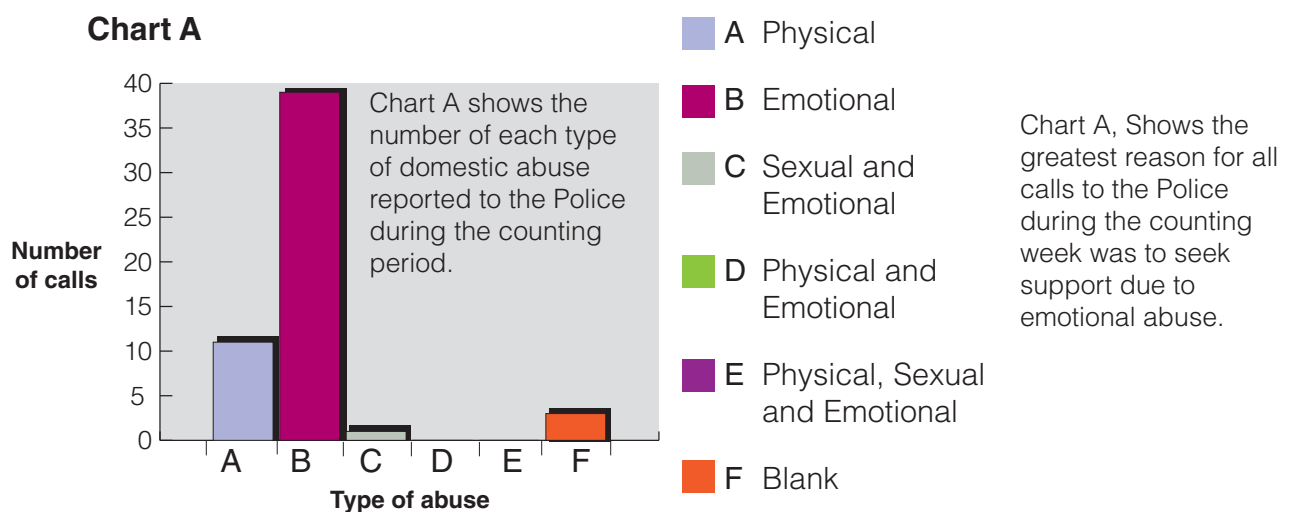 Chart A
40
35
30
25
20
15
10
5
0
Number
of calls
Chart A shows the
number of each type
of domestic abuse
reported to the Police
during the counting
period.
A B C D E F
Type of abuse
A Physical
B Emotional
C Sexual and
Emotional
D Physical and
Emotional
E Physical, Sexual
and Emotional
F Blank
Chart A, Shows the
greatest reason for all
calls to the Police
during the counting
week was to seek
support due to
emotional abuse.